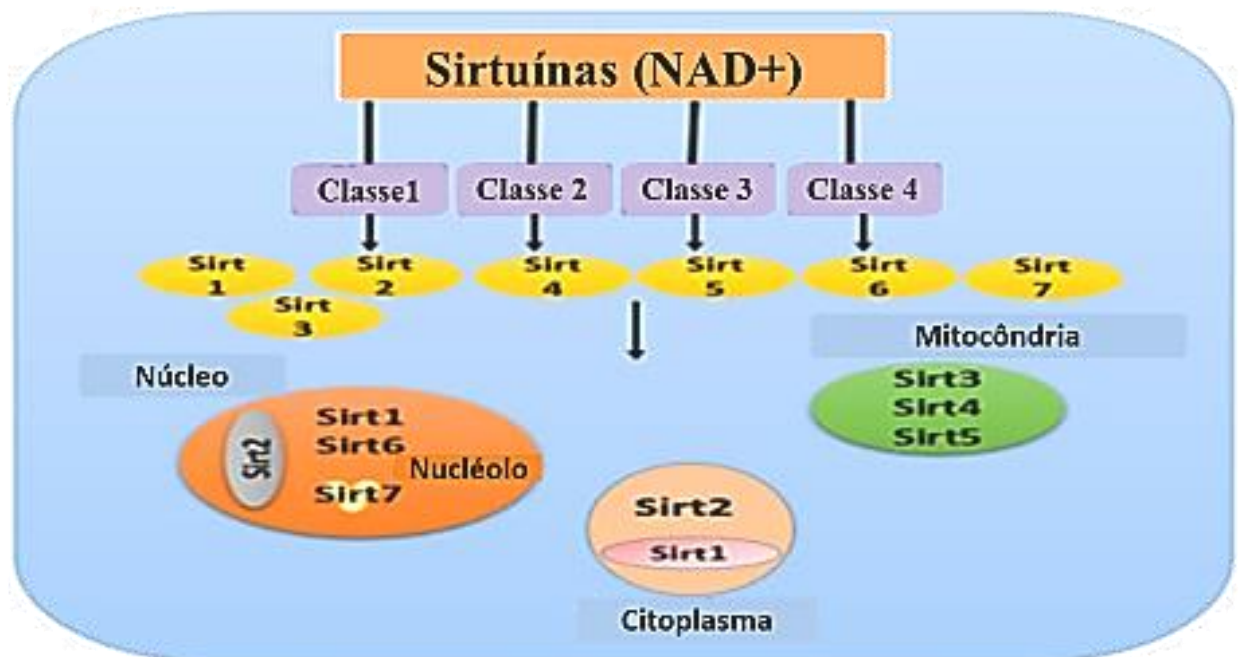 Sirtuínas (NAD+)
Classe1
Classe 2
Classe 3
Classe 4
Sirt
1
Sirt
2
Sirt
3
Sirt
4
Sirt
5
Sirt
6
Sirt
7
Núcleo
Sirt2
Sirt1
Sirt6
Nucléolo
Sirt7
Mitocôndria
Sirt3
Sirt4
Sirt5
Sirt2
Sirt1
Citoplasma